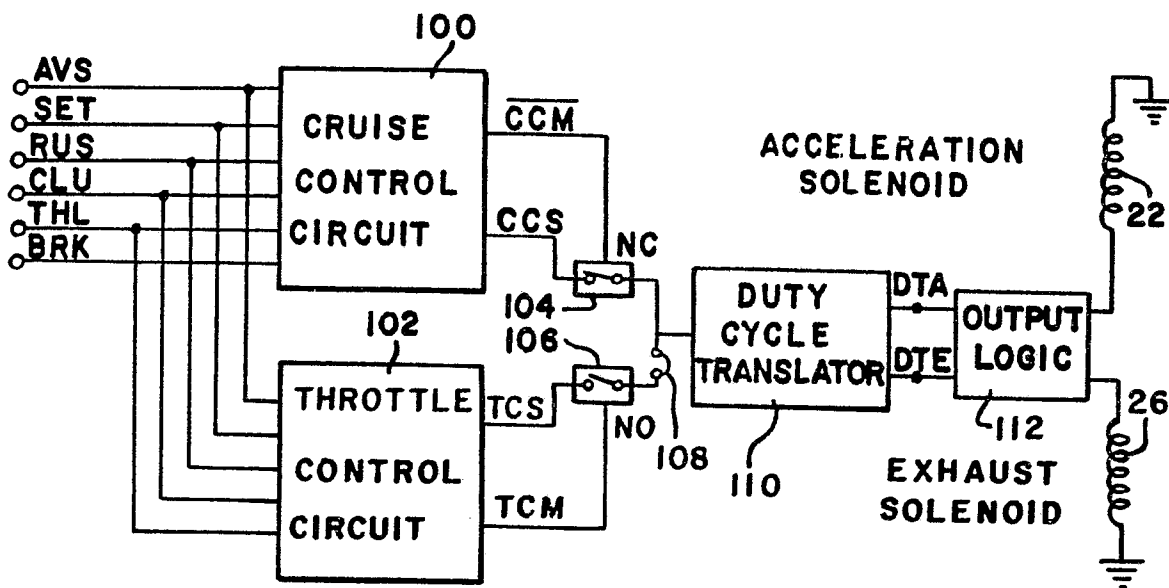 100
AVS
SET
RUS
CLU
THL
BRK
CRUISE
CONTROL
CIRCUIT
C̅C̅M̅
CCS
NC
104
106
102
THROTTLE
CONTROL
CIRCUIT
TCS
NO
TCM
108
DUTY
CYCLE
TRANSLATOR
110
DTA
DTE
OUTPUT
LOGIC
112
ACCELERATION
SOLENOID
22
26
EXHAUST
SOLENOID